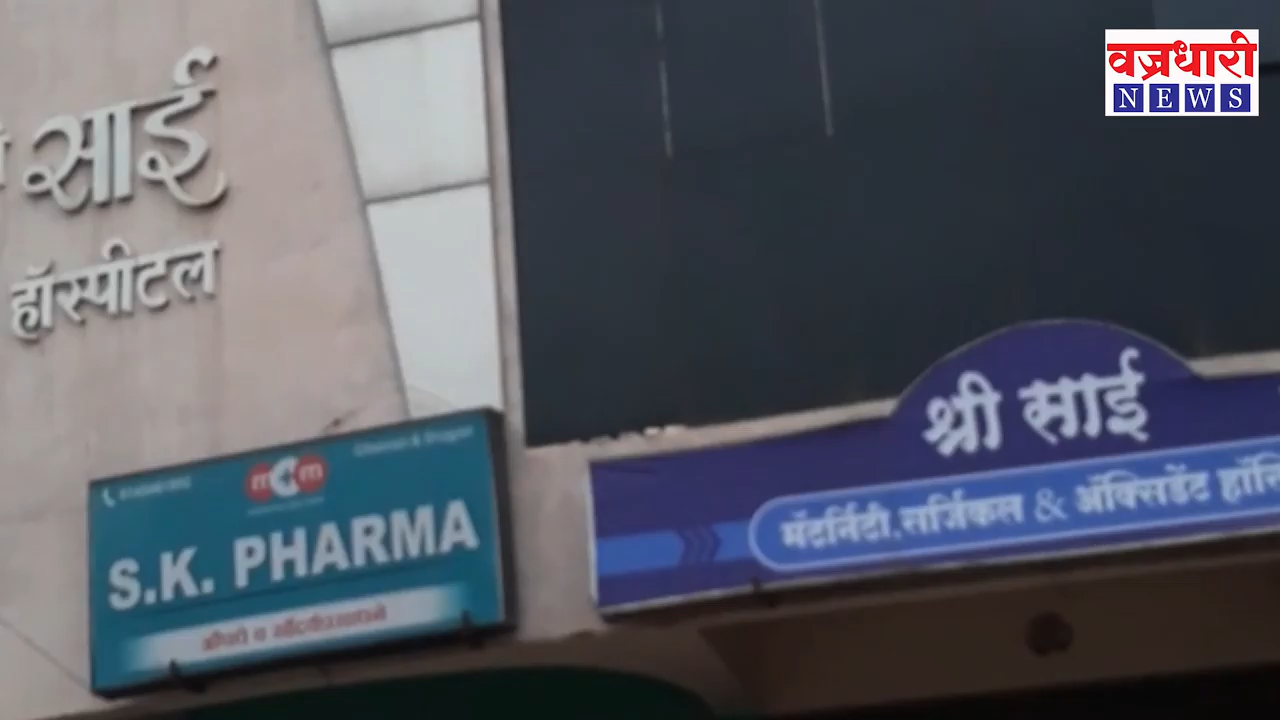 वज्रधारी
NEWS
साई
हॉस्पीटल
S.K. PHARMA
श्री साई
मॅटर्निटी, सर्जिकल & ॲक्सिडेंट